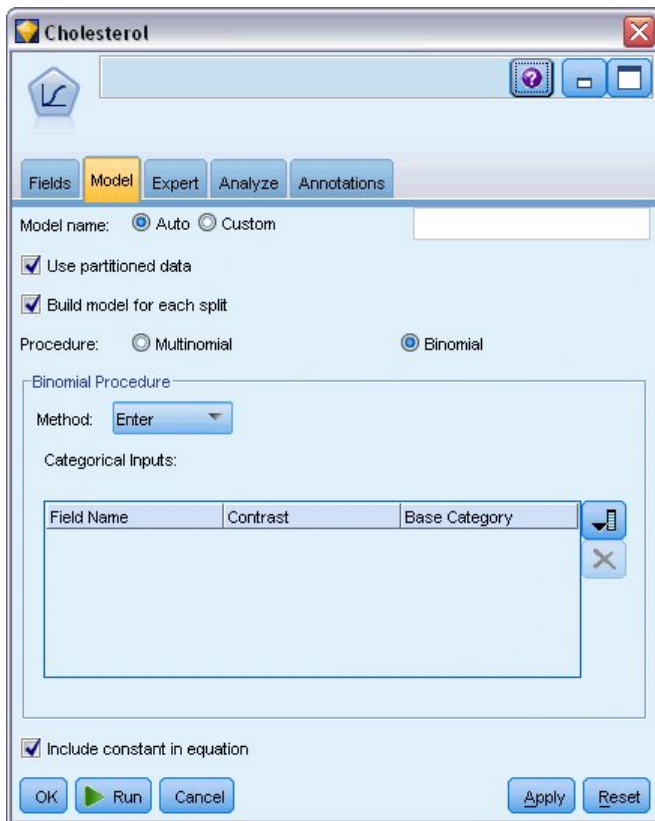 Cholesterol
Fields Model Expert Analyze Annotations
Model name: Auto Custom
Use partitioned data
Build model for each split
Procedure: Multinomial Binomial
Binomial Procedure
Method: Enter
Categorical Inputs:
Field Name Contrast Base Category
Include constant in equation
OK Run Cancel Apply Reset